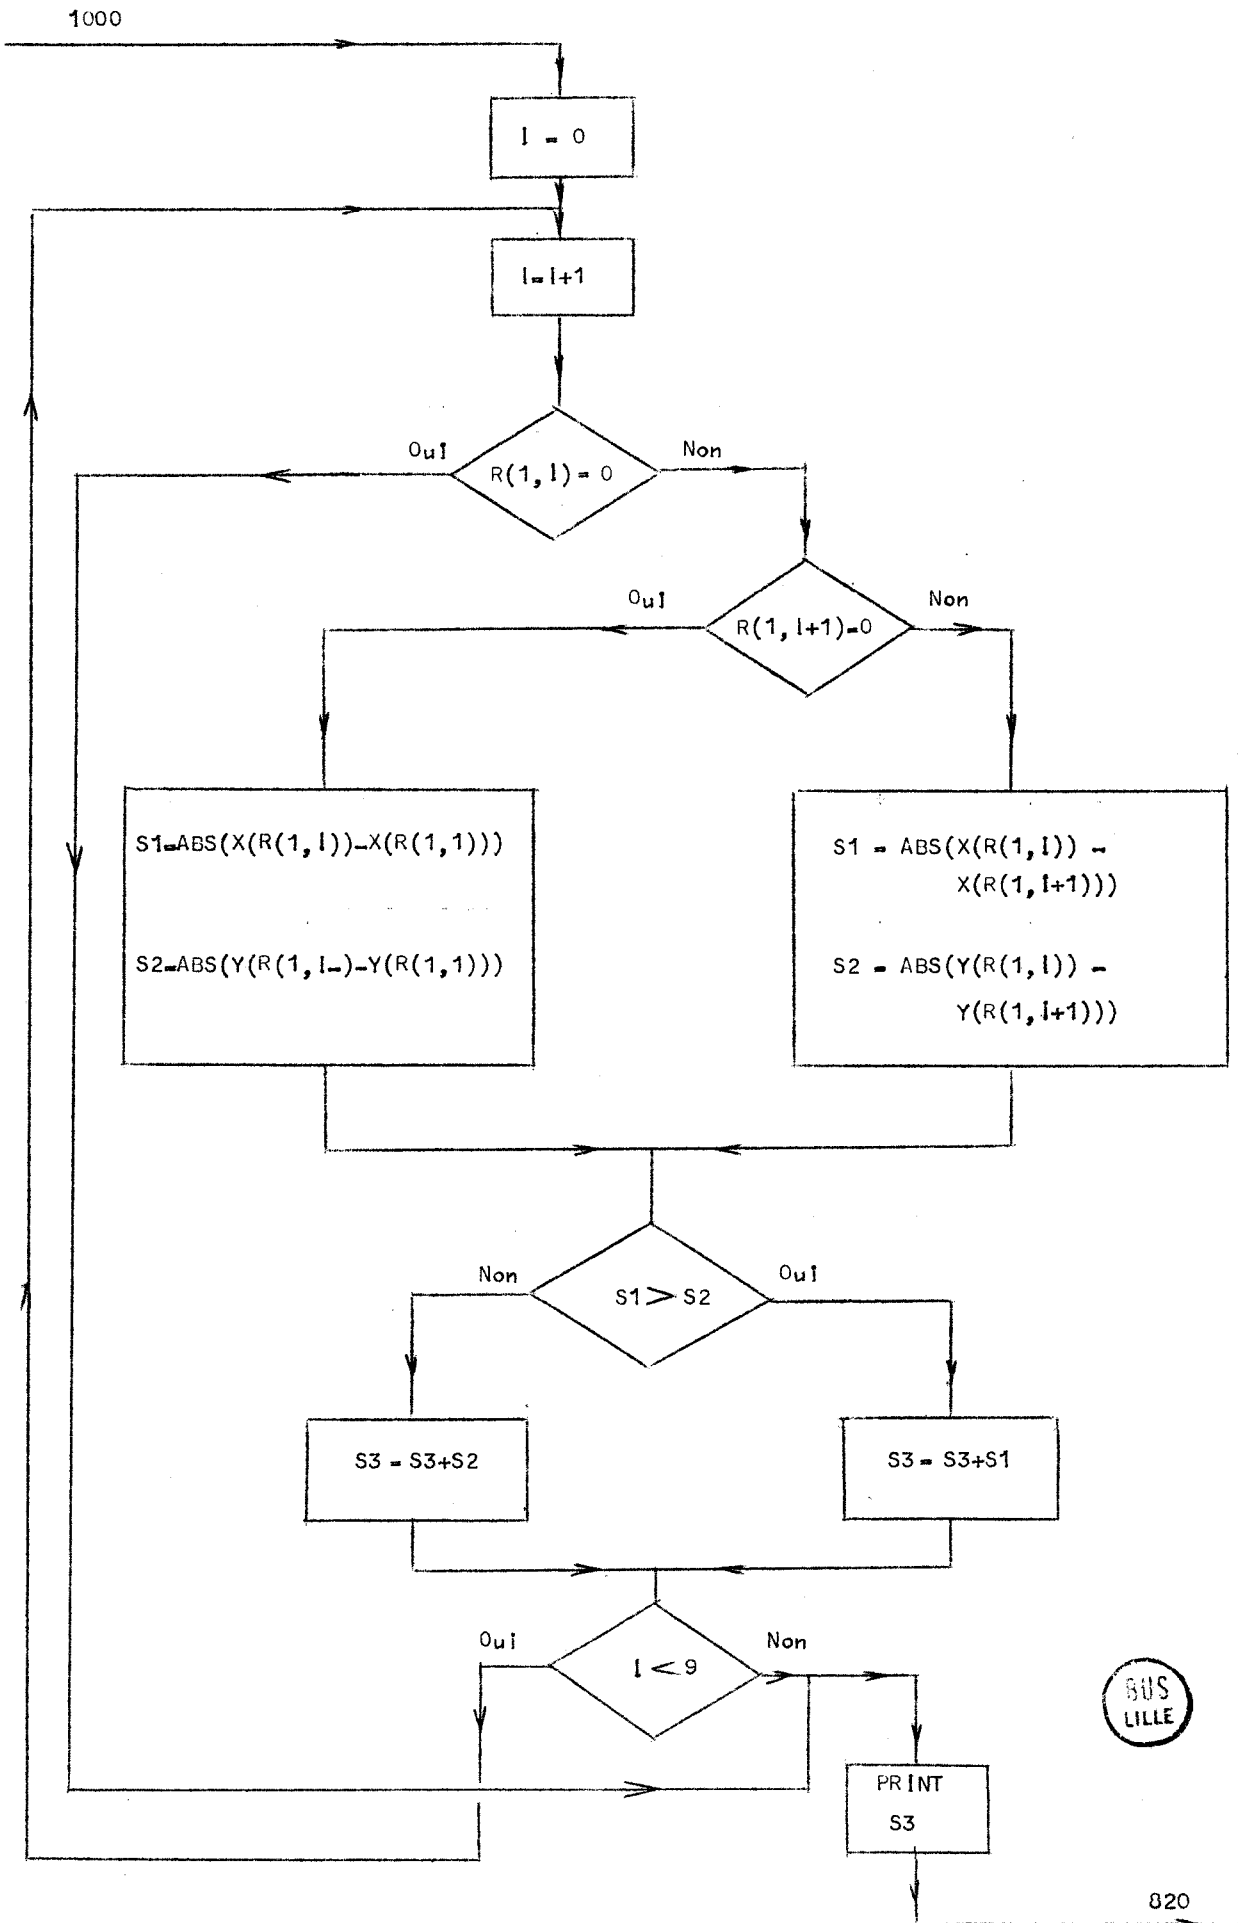 1000
I = 0
I=I+1
Oui
Non
R(1,I) = 0
Oui
Non
R(1,I+1)=0
S1=ABS(X(R(1,I))-X(R(1,1)))
S2=ABS(Y(R(1,I-)-Y(R(1,1)))
S1 = ABS(X(R(1,I)) -
X(R(1,I+1)))
S2 = ABS(Y(R(1,I)) -
Y(R(1,I+1)))
Non
Oui
S1 > S2
S3 = S3+S2
S3 = S3+S1
Oui
Non
I < 9
BUS
LILLE
PRINT
S3
820